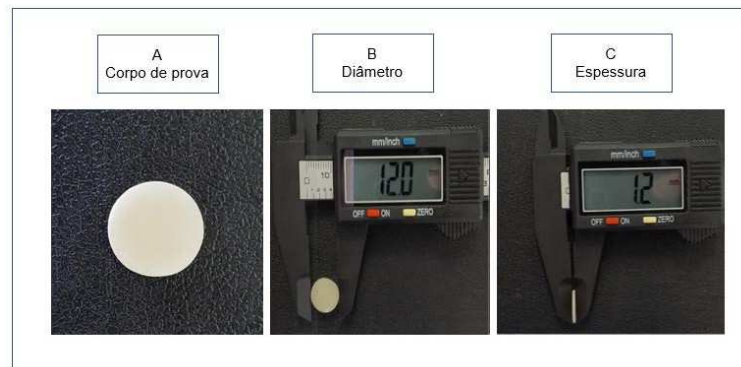 A
Corpo de prova
B
Diâmetro
C
Espessura
mm/inch
12.0
OFF ON ZERO
mm/inch
1.2
OFF ON ZERO